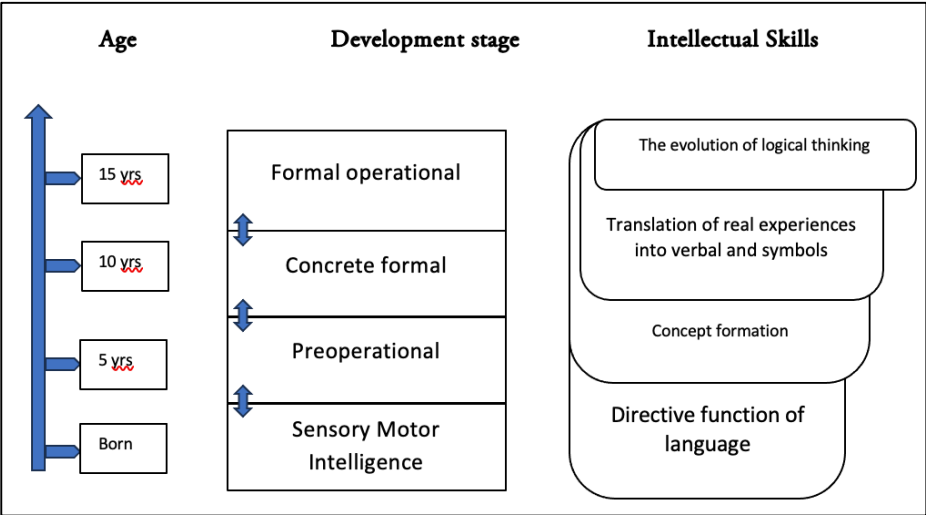 Age
Development stage
Intellectual Skills
15 yrs
10 yrs
5 yrs
Born
Formal operational
Concrete formal
Preoperational
Sensory Motor
Intelligence
The evolution of logical thinking
Translation of real experiences
into verbal and symbols
Concept formation
Directive function of
language